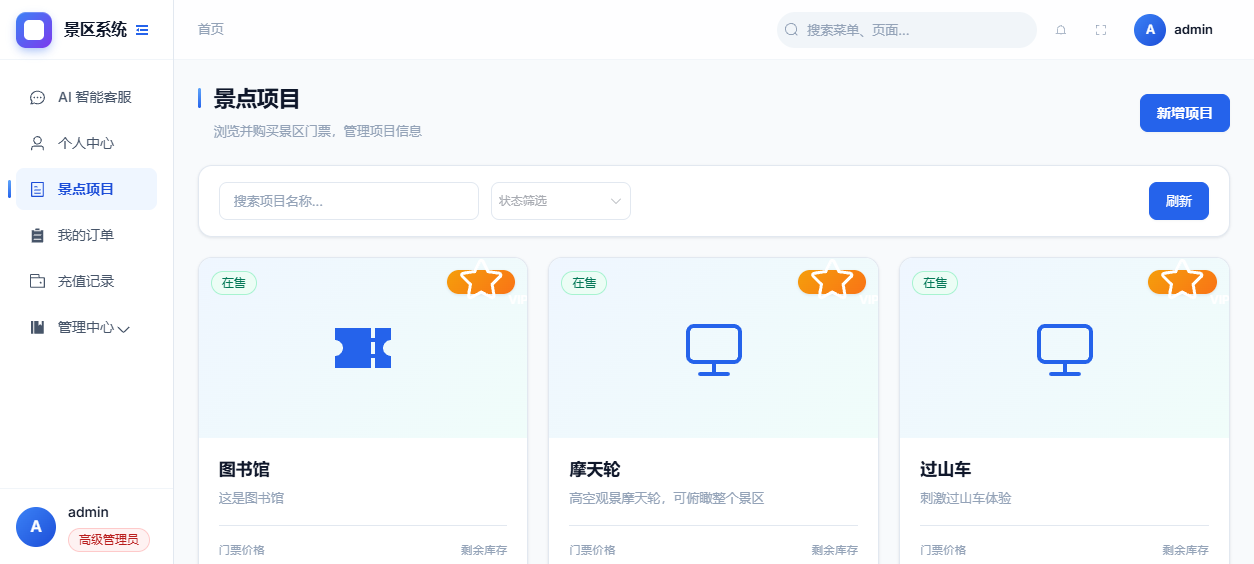 景区系统
首页
搜索菜单、页面...
A
admin
AI 智能客服
个人中心
景点项目
我的订单
充值记录
管理中心
A
admin
高级管理员
景点项目
浏览并购买景区门票，管理项目信息
新增项目
搜索项目名称...
状态筛选
刷新
在售
图书馆
这是图书馆
门票价格
剩余库存
在售
摩天轮
高空观景摩天轮，可俯瞰整个景区
门票价格
剩余库存
在售
过山车
刺激过山车体验
门票价格
剩余库存